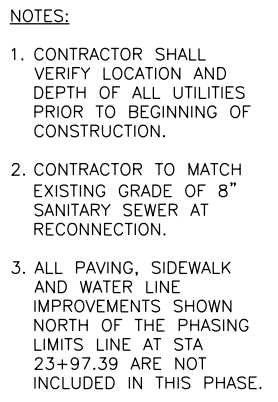 NOTES:
1. CONTRACTOR SHALL
VERIFY LOCATION AND
DEPTH OF ALL UTILITIES
PRIOR TO BEGINNING OF
CONSTRUCTION.
2. CONTRACTOR TO MATCH
EXISTING GRADE OF 8”
SANITARY SEWER AT
RECONNECTION.
3. ALL PAVING, SIDEWALK
AND WATER LINE
IMPROVEMENTS SHOWN
NORTH OF THE PHASING
LIMITS LINE AT STA
23+97.39 ARE NOT
INCLUDED IN THIS PHASE.